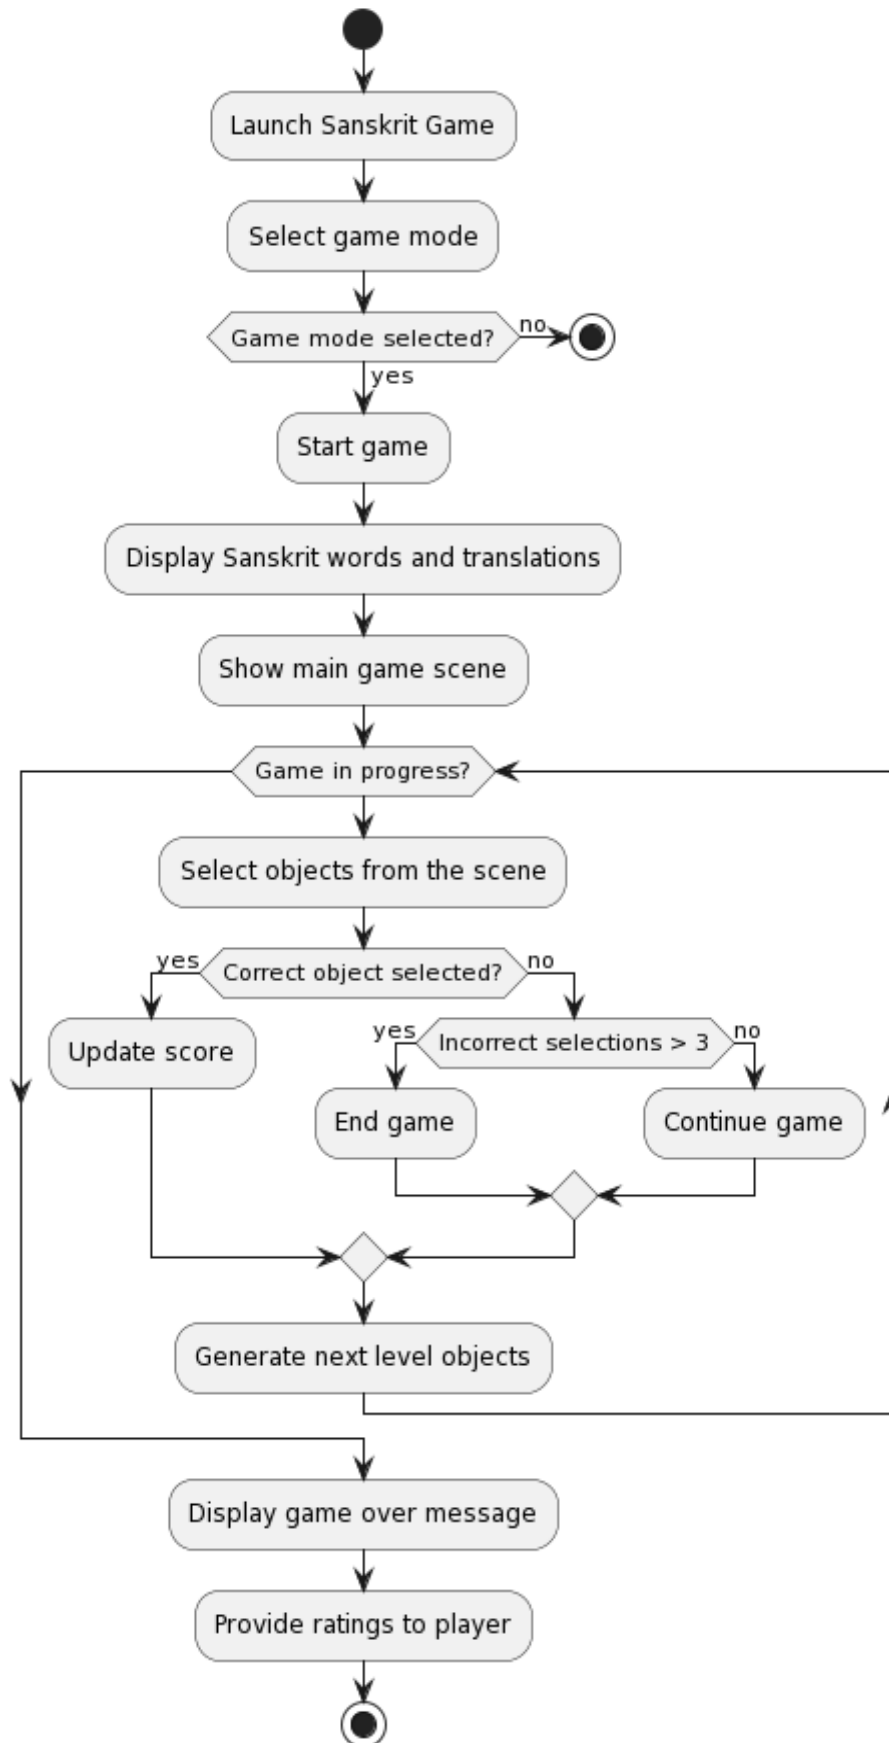 Launch Sanskrit Game
Select game mode
Game mode selected?
no
yes
Start game
Display Sanskrit words and translations
Show main game scene
Game in progress?
Select objects from the scene
yes
Correct object selected?
no
Update score
yes
Incorrect selections > 3
no
End game
Continue game
Generate next level objects
Display game over message
Provide ratings to player